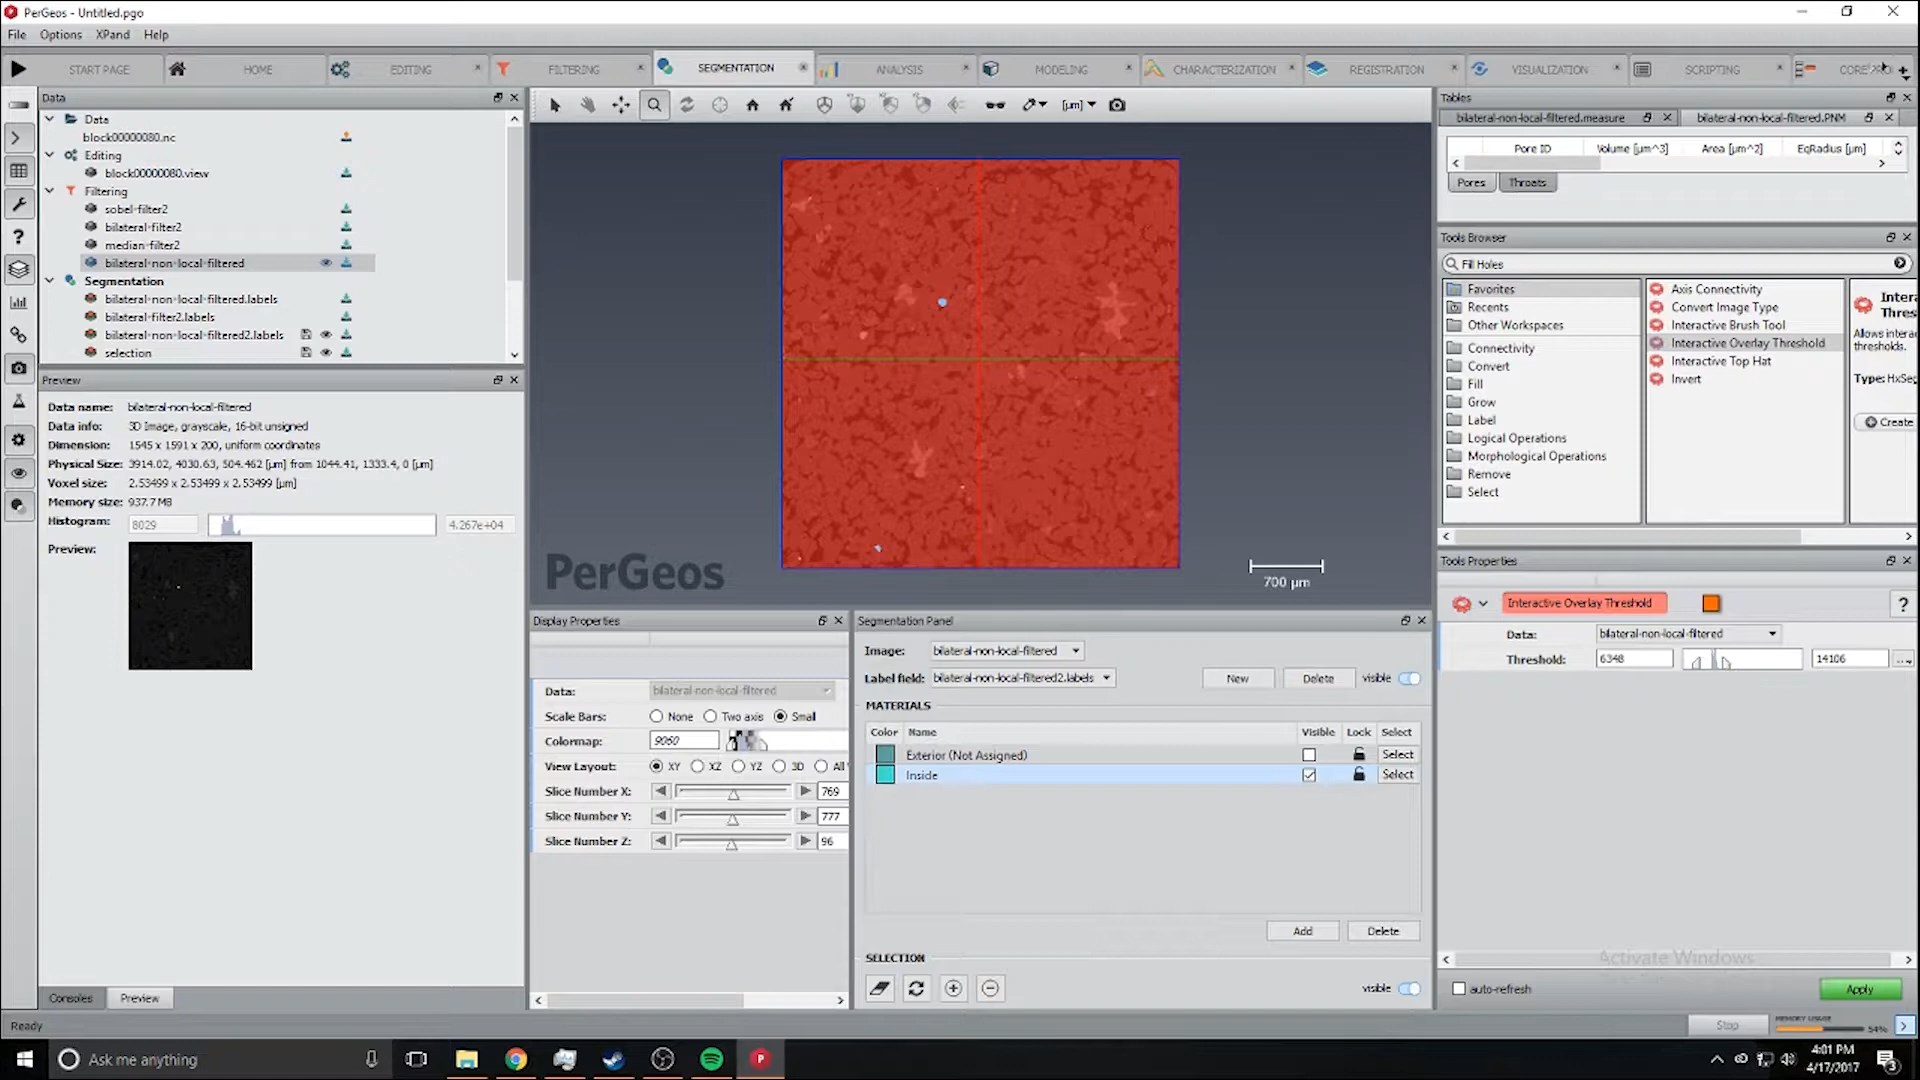 PerGeos - Untitled.pgo
File Options XPand Help
START PAGE HOME EDITING FILTERING SEGMENTATION ANALYSIS MODELING CHARACTERIZATION REGISTRATION VISUALIZATION SCRIPTING
Data
Data
block00000080.nc
Editing
block00000080.view
Filtering
sobel-filter2
bilateral-filter2
median-filter2
bilateral-non-local-filtered
Segmentation
bilateral-non-local-filtered.labels
bilateral-filter2.labels
bilateral-non-local-filtered2.labels
selection
Preview
Data name: bilateral-non-local-filtered
Data info: 3D Image, grayscale, 16-bit unsigned
Dimension: 1545 x 1591 x 200, uniform coordinates
Physical Size: 3914.02, 4030.63, 504.462 [µm] from 1044.41, 1333.4, 0 [µm]
Voxel size: 2.53499 x 2.53499 x 2.53499 [µm]
Memory size: 937.7 MB
Histogram: 8029 4.267e+04
Preview:
Consoles Preview
Ready
[µm]
PerGeos
700 µm
Display Properties
Data: bilateral-non-local-filtered
Scale Bars: None Two axis Small
Colormap: 9060
View Layout: XY XZ YZ 3D All
Slice Number X: 769
Slice Number Y: 777
Slice Number Z: 96
Segmentation Panel
Image: bilateral-non-local-filtered
Label field: bilateral-non-local-filtered2.labels New Delete visible
MATERIALS
Color Name Visible Lock Select
Exterior (Not Assigned) Select
Inside Select
Add Delete
SELECTION
visible
Tables
bilateral-non-local-filtered.measure bilateral-non-local-filtered.PNM
Pore ID Volume [µm^3] Area [µm^2] EqRadius [µm]
Pores Throats
Tools Browser
Fill Holes
Favorites
Recents
Other Workspaces
Connectivity
Convert
Fill
Grow
Label
Logical Operations
Morphological Operations
Remove
Select
Axis Connectivity
Convert Image Type
Interactive Brush Tool
Interactive Overlay Threshold
Interactive Top Hat
Invert
Inter
Thres
Allows intera
thresholds.
Type: HxSeg
Create
Tools Properties
Interactive Overlay Threshold ?
Data: bilateral-non-local-filtered
Threshold: 6348 14106 ...
Activate Windows
auto-refresh Apply
Stop MEMORY USAGE 54%
Ask me anything
4:01 PM
4/17/2017
3